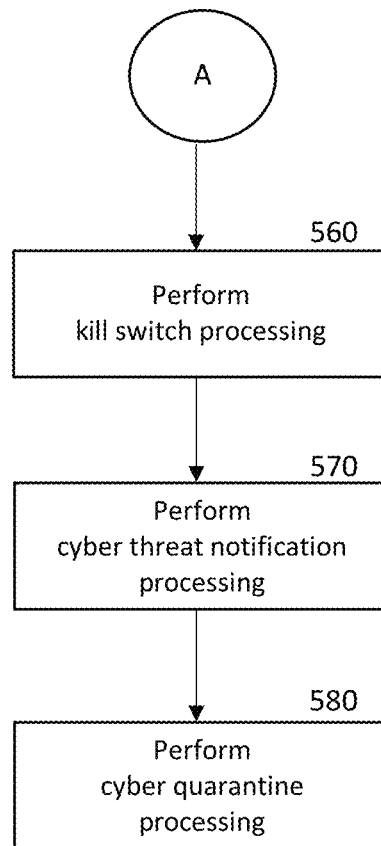 A
560
Perform
kill switch processing
570
Perform
cyber threat notification
processing
580
Perform
cyber quarantine
processing